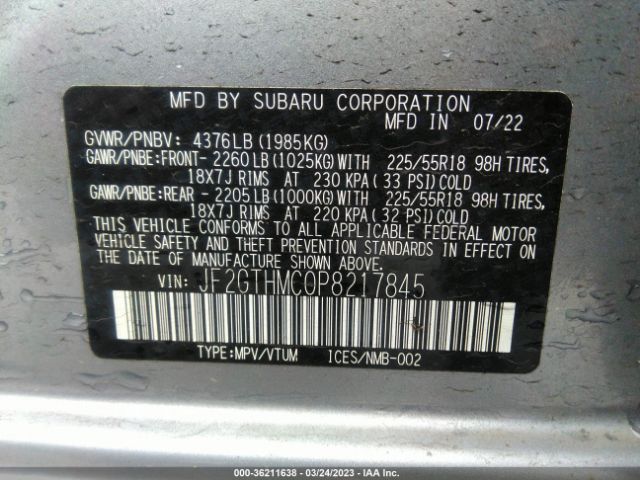 MFD BY SUBARU CORPORATION
MFD IN 07/22
GVWR/PNBV: 4376LB (1985KG)
GAWR/PNBE:FRONT- 2260LB (1025KG)WITH 225/55R18 98H TIRES,
18X7J RIMS AT 230 KPA( 33 PSI)COLD
GAWR/PNBE:REAR - 2205LB (1000KG)WITH 225/55R18 98H TIRES,
18X7J RIMS AT 220 KPA( 32 PSI)COLD
THIS VEHICLE CONFORMS TO ALL APPLICABLE FEDERAL MOTOR
VEHICLE SAFETY AND THEFT PREVENTION STANDARDS IN EFFECT ON
THE DATE OF MANUFACTURE SHOWN ABOVE.
VIN: JF2GTHMC0P8217845
TYPE:MPV/VTUM ICES/NMB-002
000-36211638 - 03/24/2023 - IAA Inc.